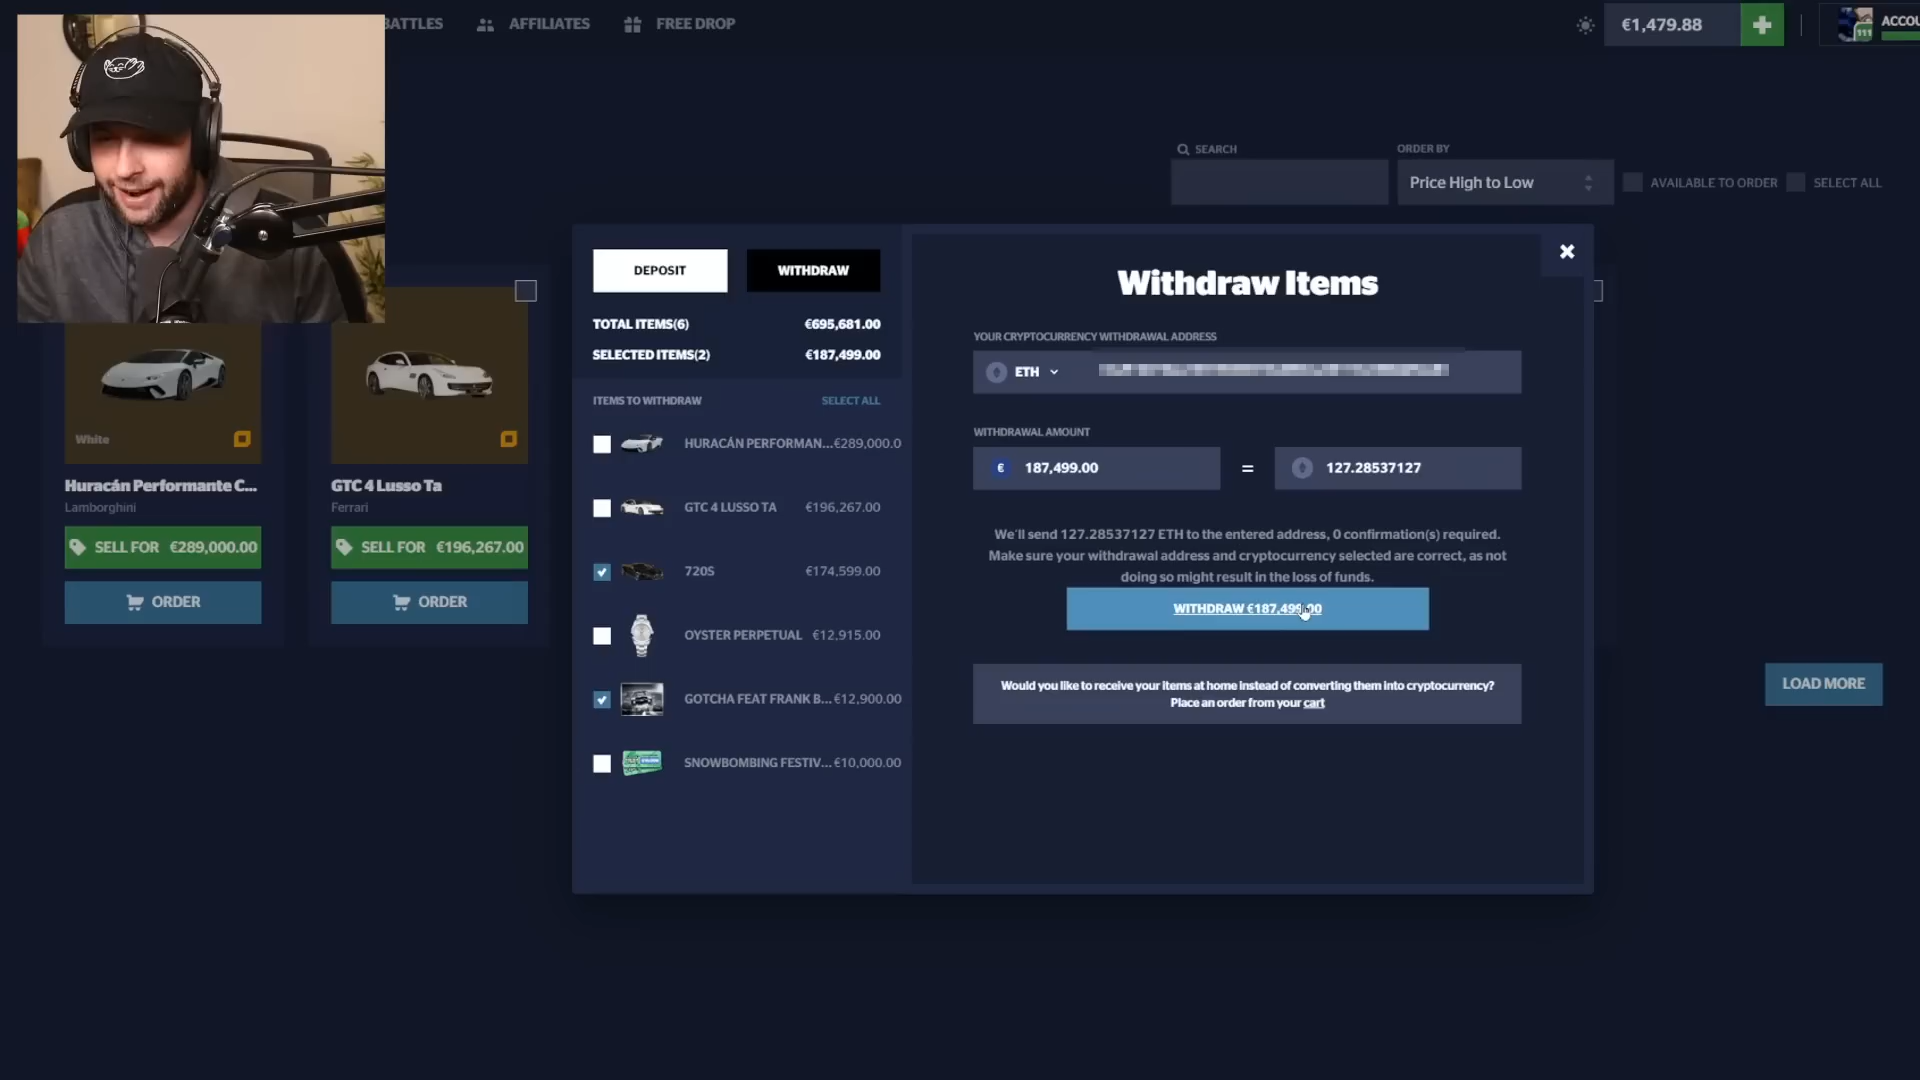 BATTLES
AFFILIATES
FREE DROP
€1,479.88
111
ACCOU
SEARCH
ORDER BY
Price High to Low
AVAILABLE TO ORDER
SELECT ALL
DEPOSIT
WITHDRAW
TOTAL ITEMS(6) €695,681.00
SELECTED ITEMS(2) €187,499.00
ITEMS TO WITHDRAW SELECT ALL
HURACÁN PERFORMAN...€289,000.0
GTC 4 LUSSO TA €196,267.00
720S €174,599.00
OYSTER PERPETUAL €12,915.00
GOTCHA FEAT FRANK B...€12,900.00
SNOWBOMBING FESTIV...€10,000.00
Withdraw Items
YOUR CRYPTOCURRENCY WITHDRAWAL ADDRESS
ETH
WITHDRAWAL AMOUNT
€ 187,499.00 = 127.28537127
We'll send 127.28537127 ETH to the entered address, 0 confirmation(s) required.
Make sure your withdrawal address and cryptocurrency selected are correct, as not
doing so might result in the loss of funds.
WITHDRAW €187,499.00
Would you like to receive your items at home instead of converting them into cryptocurrency?
Place an order from your cart
White
Huracán Performante C...
Lamborghini
SELL FOR €289,000.00
ORDER
GTC 4 Lusso Ta
Ferrari
SELL FOR €196,267.00
ORDER
LOAD MORE